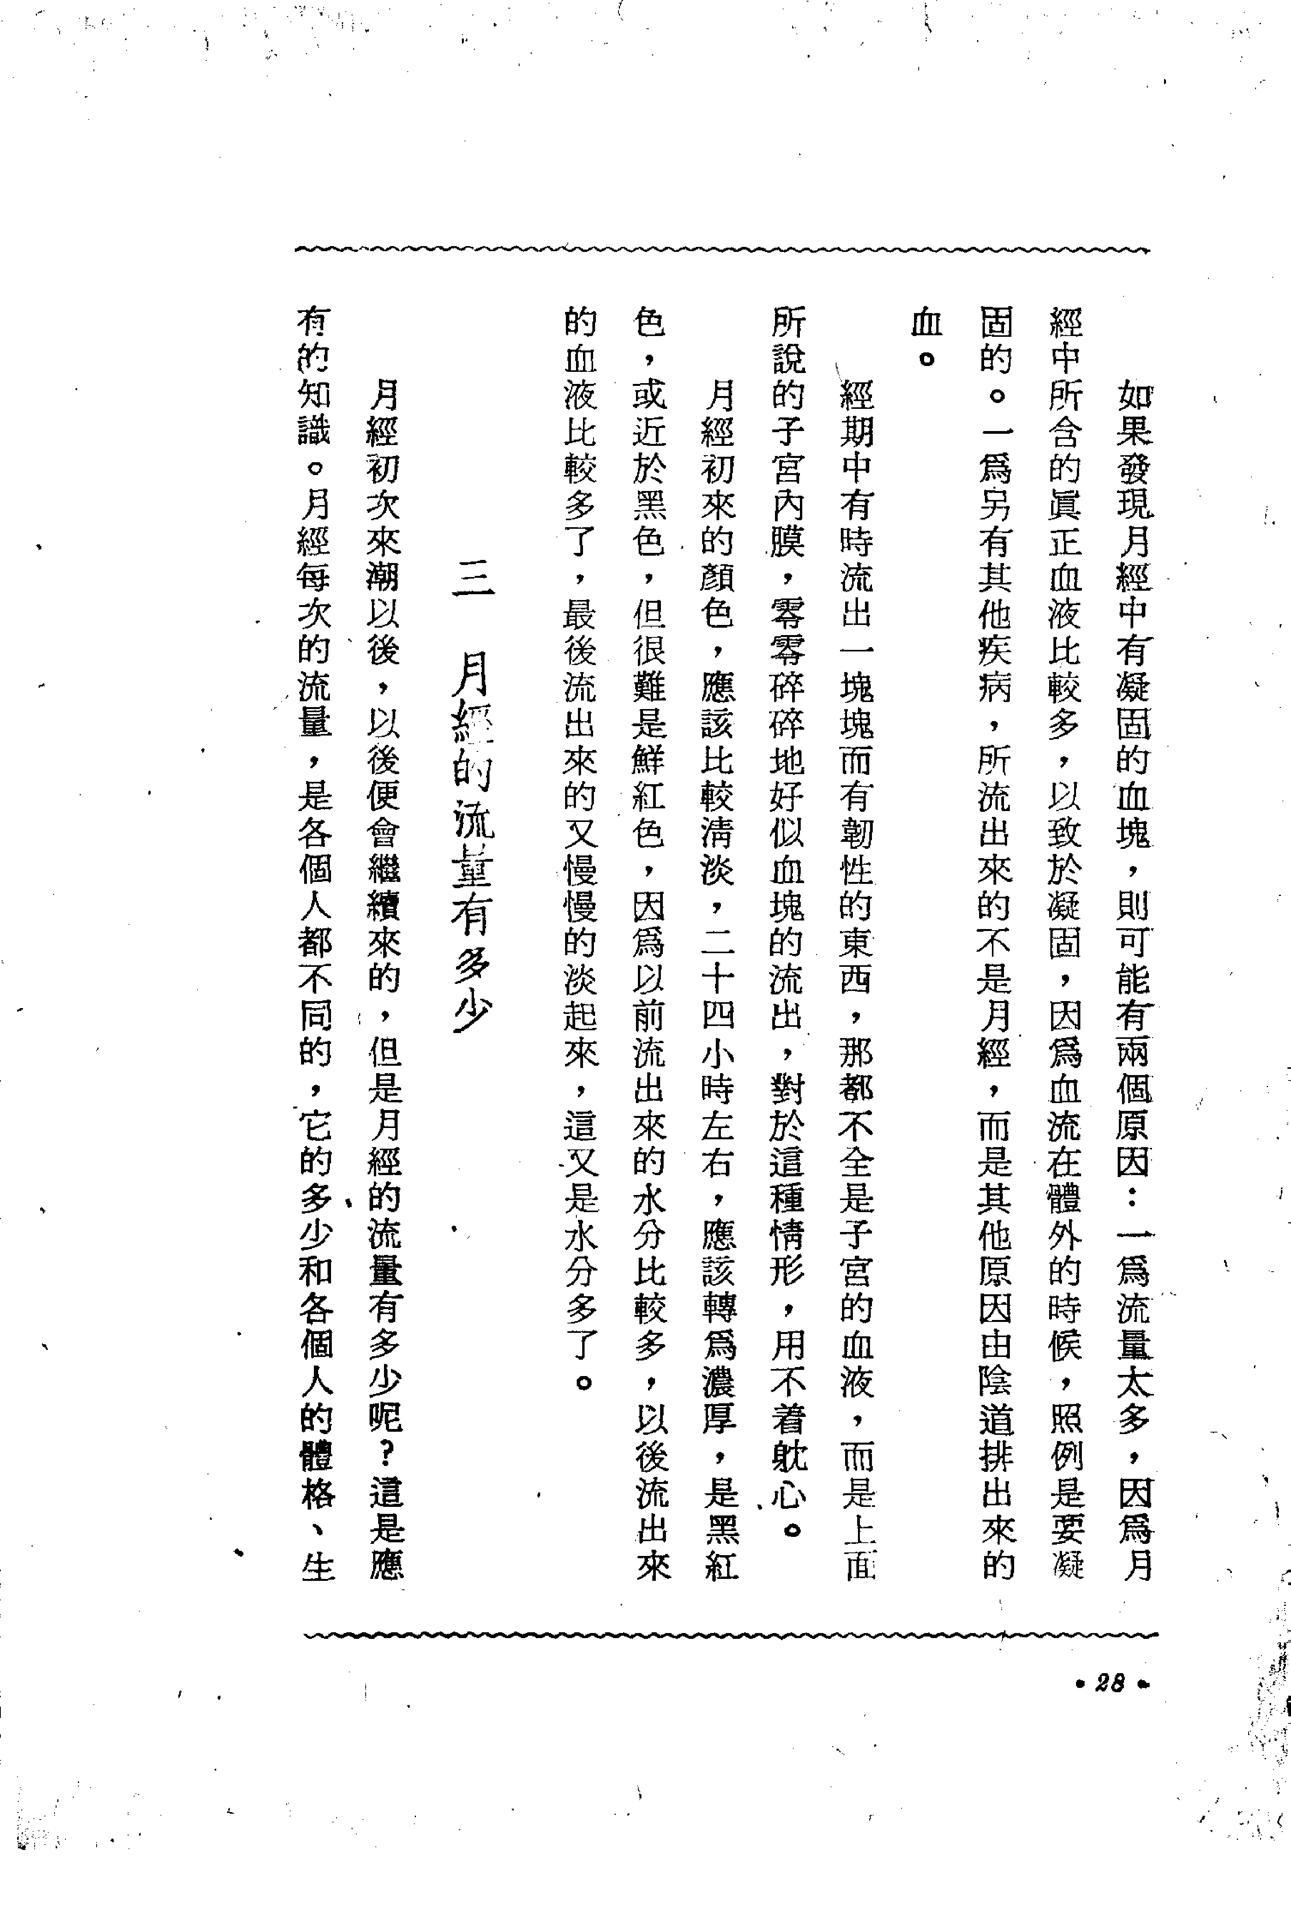 如果發現月經中有凝固的血塊，則可能有兩個原因：一爲流量太多，因爲月
經中所含的眞正血液比較多，以致於凝固，因爲血流在體外的時候，照例是要凝
固的。一爲另有其他疾病，所流出來的不是月經，而是其他原因由陰道排出來的
血。
經期中有時流出一塊塊而有韌性的東西，那都不全是子宮的血液，而是上面
所說的子宮內膜，零零碎碎地好似血塊的流出，對於這種情形，用不着躭心。
月經初來的顏色，應該比較淸淡，二十四小時左右，應該轉爲濃厚，是黑紅
色，或近於黑色，但很難是鮮紅色，因爲以前流出來的水分比較多，以後流出來
的血液比較多了，最後流出來的又慢慢的淡起來，這又是水分多了。
三　月經的流量有多少
月經初次來潮以後，以後便會繼續來的，但是月經的流量有多少呢？這是應
有的知識。月經每次的流量，是各個人都不同的，它的多少和各個人的體格、生
•28•